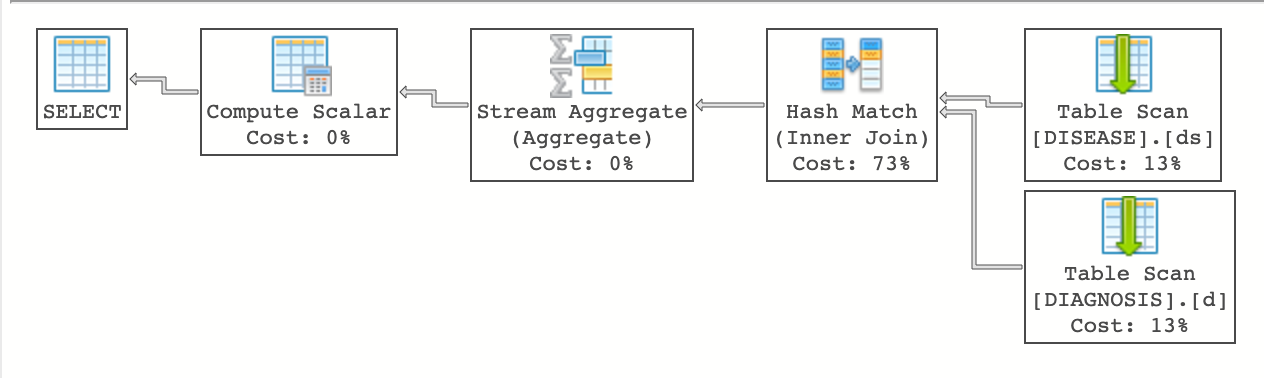 SELECT
Compute Scalar
Cost: 0%
Stream Aggregate
(Aggregate)
Cost: 0%
Hash Match
(Inner Join)
Cost: 73%
Table Scan
[DISEASE].[ds]
Cost: 13%
Table Scan
[DIAGNOSIS].[d]
Cost: 13%